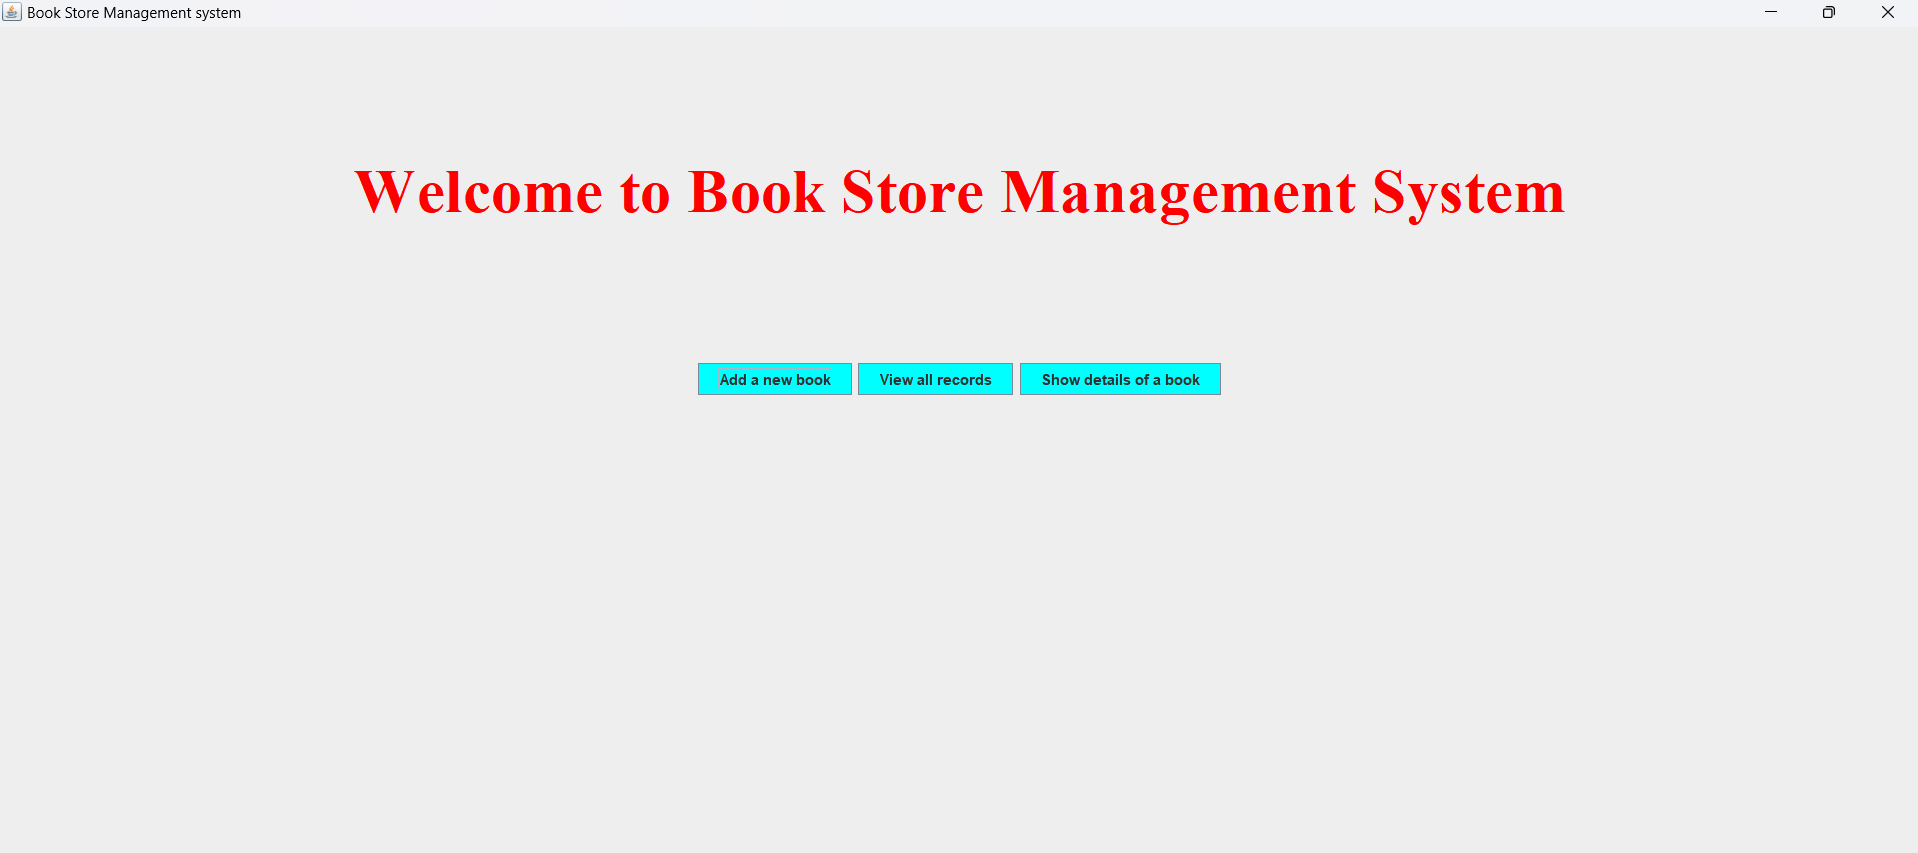 Book Store Management system
Welcome to Book Store Management System
Add a new book View all records Show details of a book